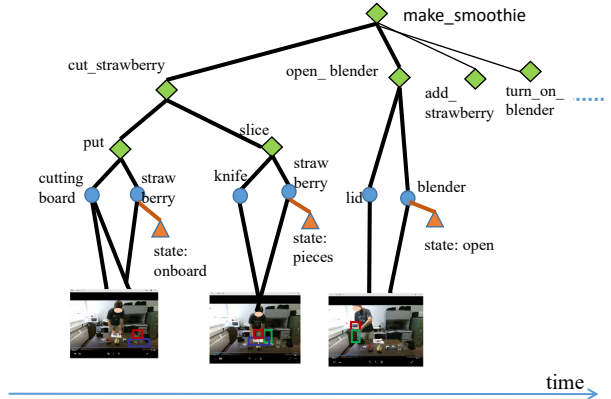 make_smoothie
cut_strawberry
open_ blender
add_
strawberry
turn_on_
blender
put
slice
cutting
board
straw
berry
knife
straw
berry
lid
blender
state:
onboard
state:
pieces
state: open
time